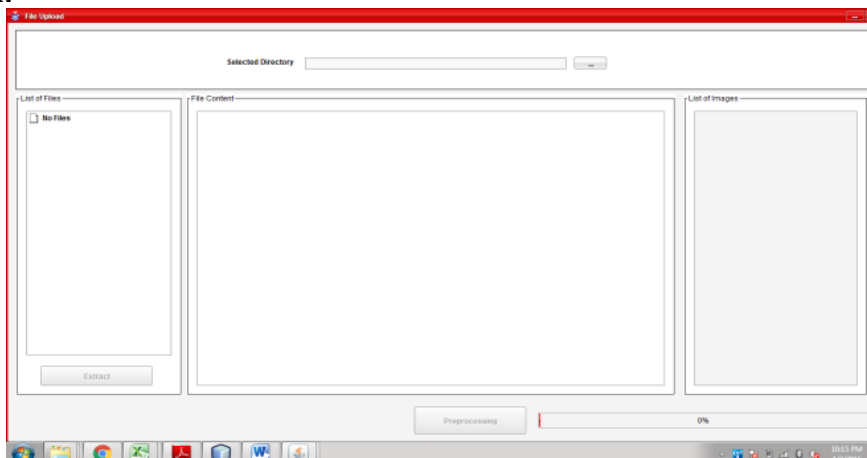 File Upload
Selected Directory
...
List of Files
File Content
List of Images
No Files
Extract
Preprocessing
0%
10:15 PM